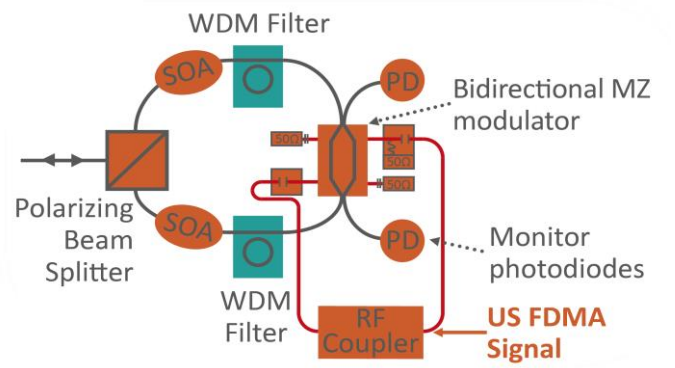 WDM Filter
SOA
PD
Bidirectional MZ
modulator
50Ω
50Ω
50Ω
Polarizing
Beam
Splitter
SOA
PD
Monitor
photodiodes
WDM
Filter
RF
Coupler
US FDMA
Signal